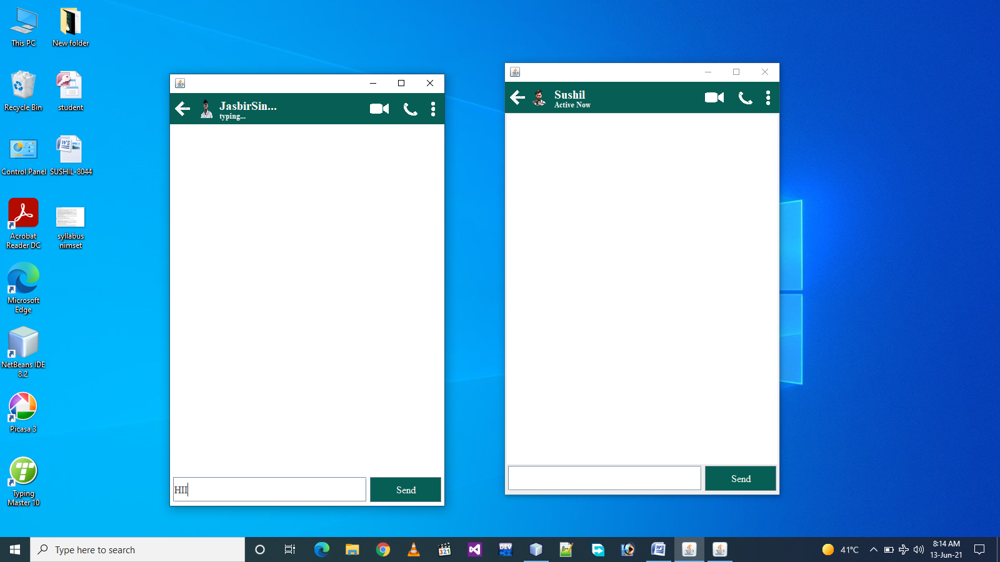 This PC
New folder
Recycle Bin
student
Control Panel
SUSHIL-8044
Acrobat
Reader DC
syllabus
nimset
Microsoft
Edge
NetBeans IDE
8.2
Picasa 3
Typing
Master 10
JasbirSin...
typing...
HII
Send
Sushil
Active Now
Send
Type here to search
321
DEV
41°C
8:14 AM
13-Jun-21